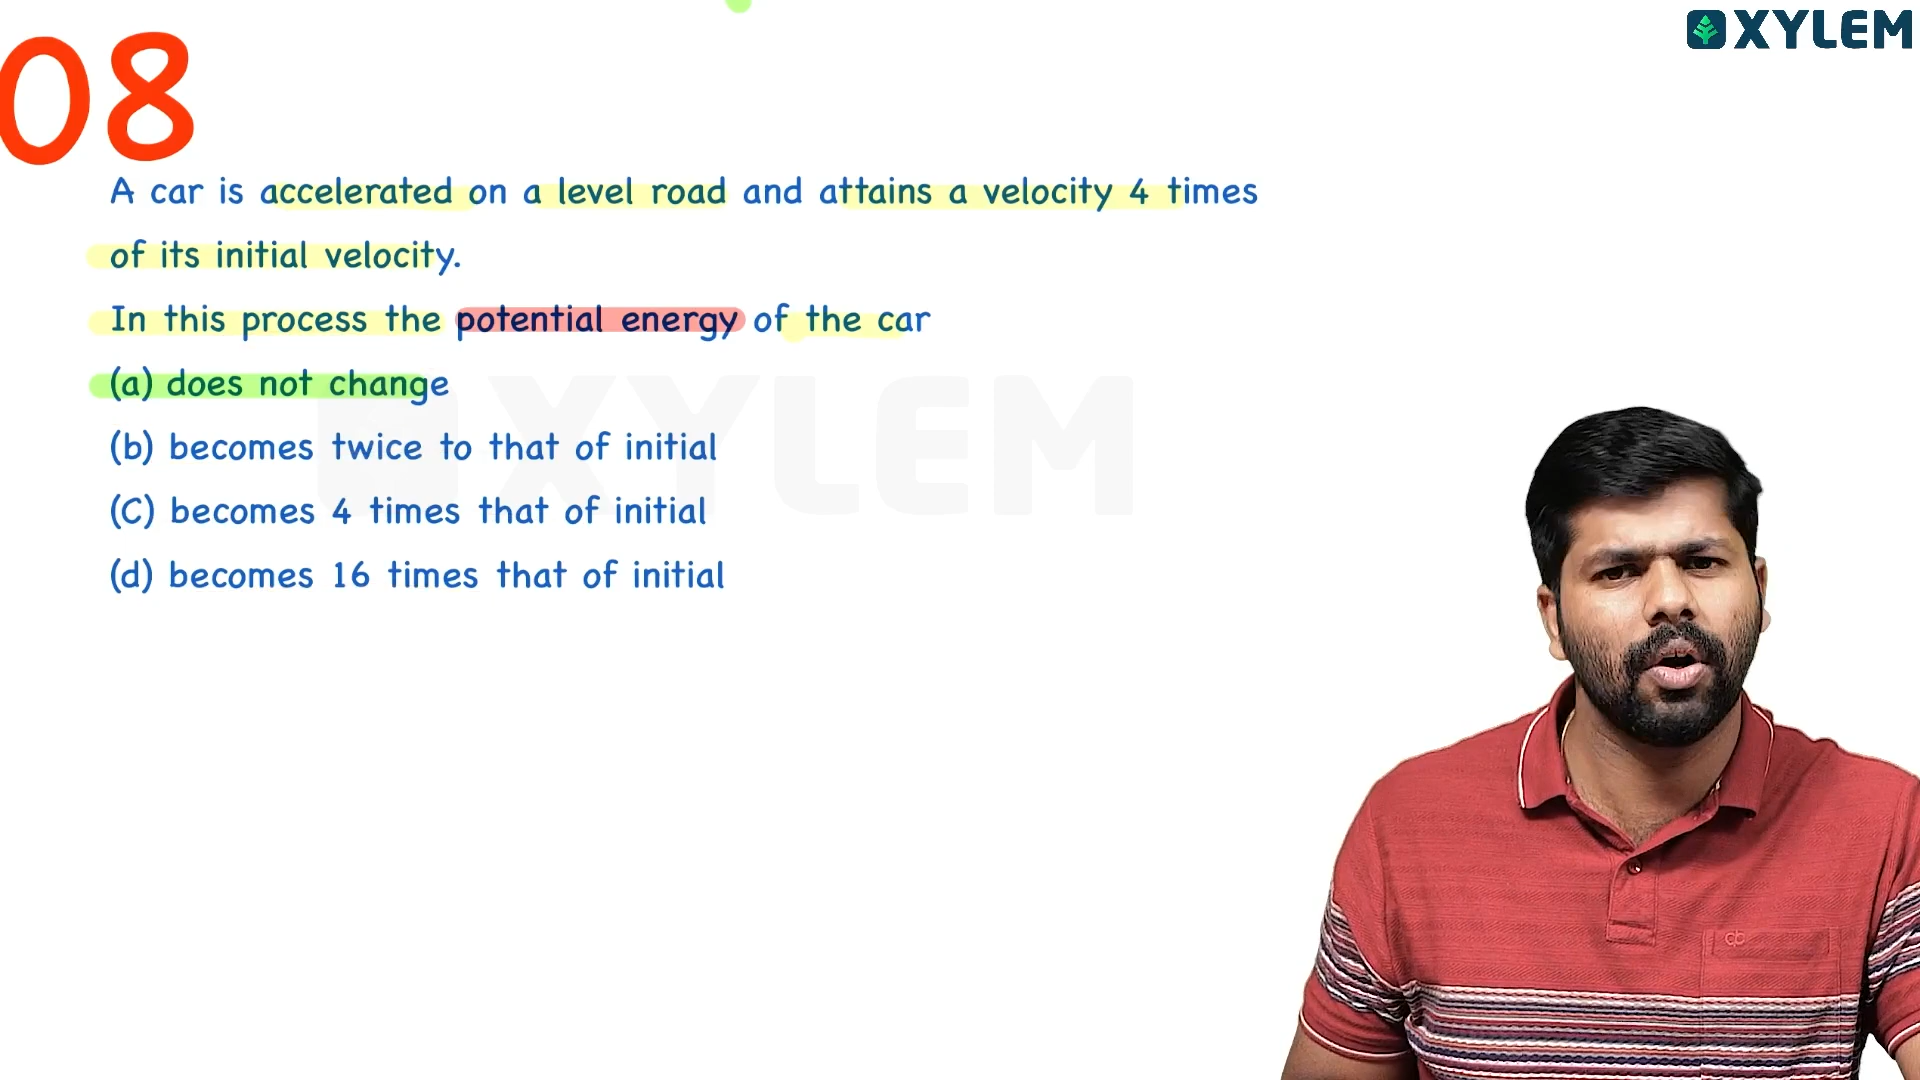 XYLEM
08
A car is accelerated on a level road and attains a velocity 4 times
of its initial velocity.
In this process the potential energy of the car
(a) does not change
(b) becomes twice to that of initial
(C) becomes 4 times that of initial
(d) becomes 16 times that of initial
XYLEM